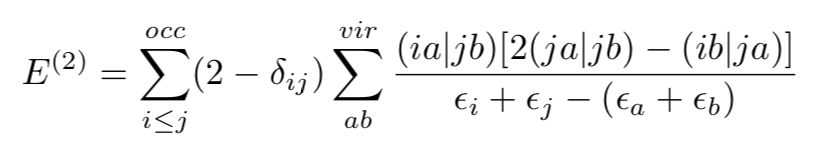 E^{(2)} = \sum_{i \leq j}^{occ} (2 - \delta_{ij}) \sum_{ab}^{vir} \frac{(ia|jb)[2(ja|jb) - (ib|ja)]}{\epsilon_i + \epsilon_j - (\epsilon_a + \epsilon_b)}